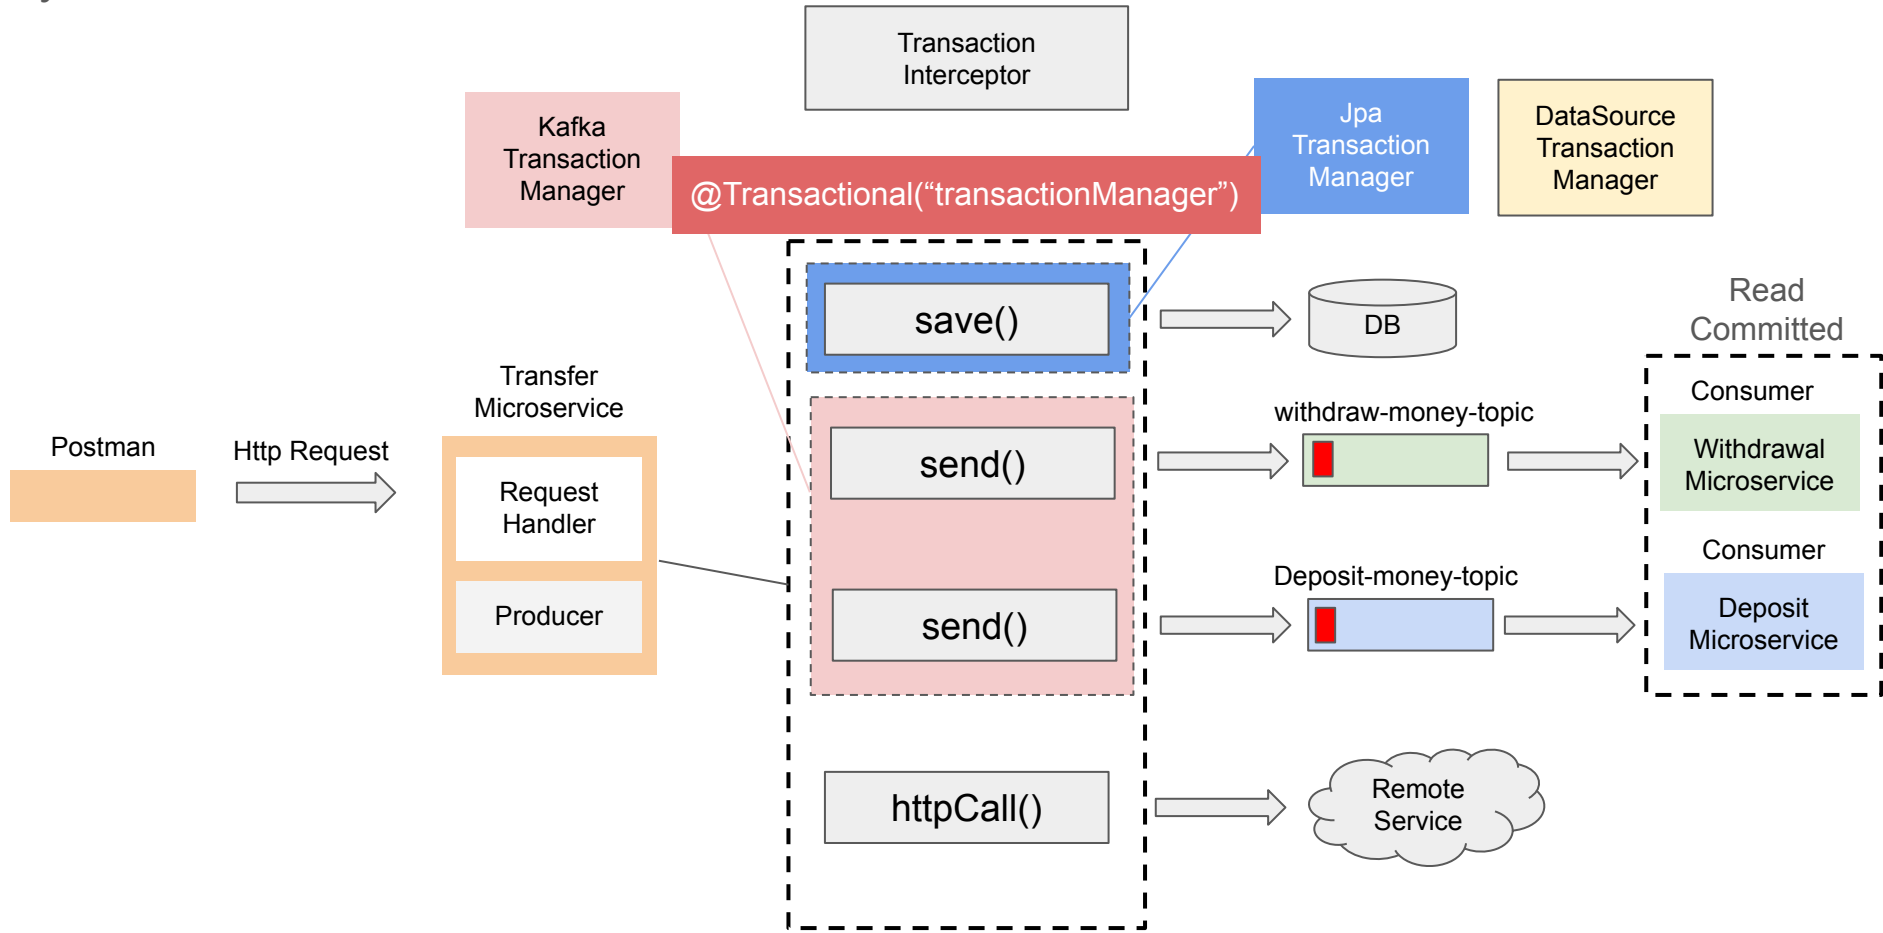 Transaction
Interceptor
Kafka
Transaction
Manager
Jpa
Transaction
Manager
DataSource
Transaction
Manager
@Transactional(“transactionManager”)
save()
DB
Read
Committed
Transfer
Microservice
Postman
Http Request
Request
Handler
Producer
send()
withdraw-money-topic
Consumer
Withdrawal
Microservice
send()
Deposit-money-topic
Consumer
Deposit
Microservice
httpCall()
Remote
Service